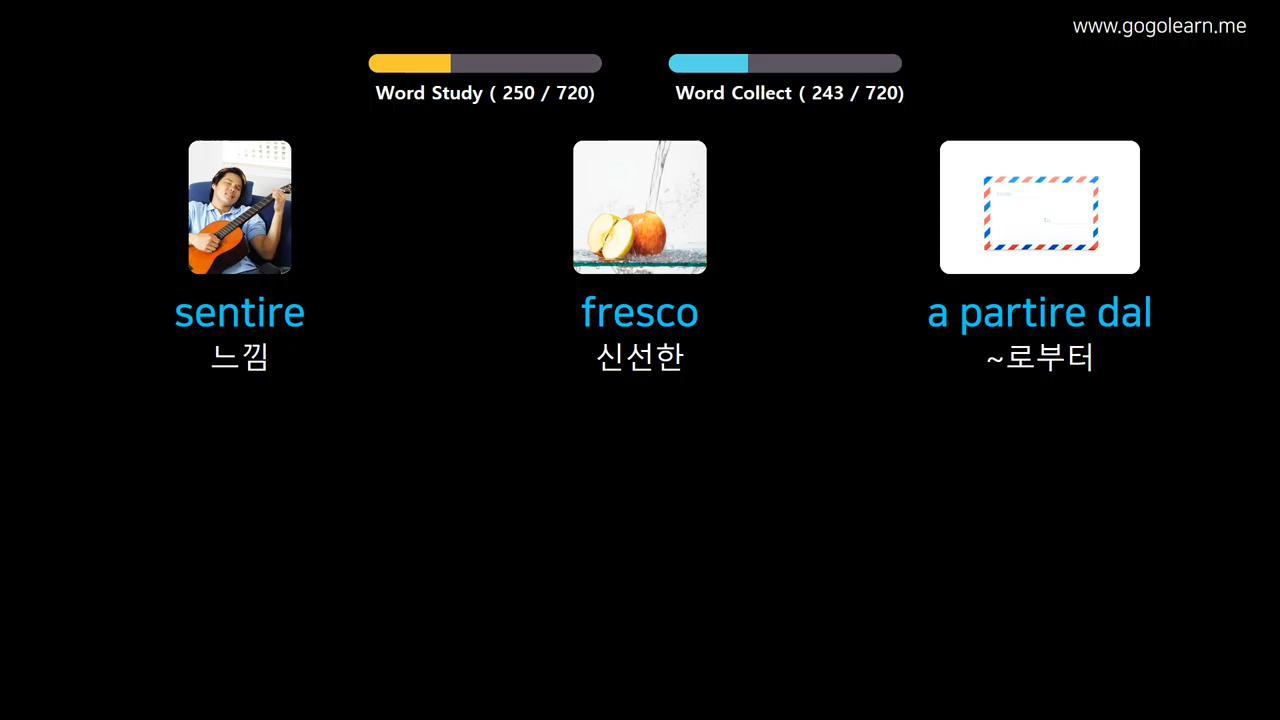 www.gogolearn.me
Word Study ( 250 / 720)
Word Collect ( 243 / 720)
sentire
느낌
fresco
신선한
a partire dal
~로부터